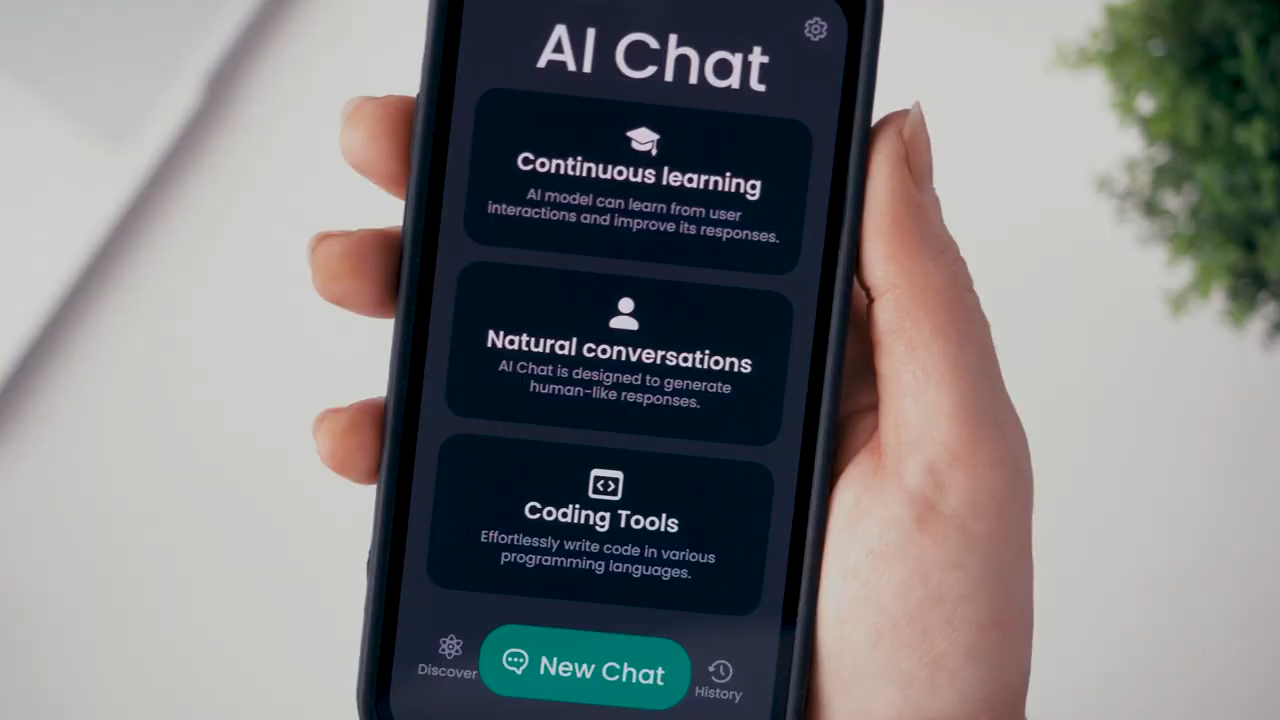 AI Chat
Continuous learning
AI model can learn from user
interactions and improve its responses.
Natural conversations
AI Chat is designed to generate
human-like responses.
Coding Tools
Effortlessly write code in various
programming languages.
Discover
New Chat
History